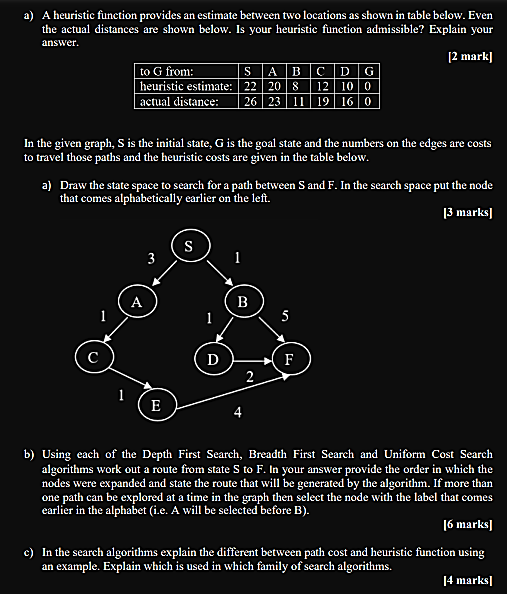 a) A heuristic function provides an estimate between two locations as shown in table below. Even
the actual distances are shown below. Is your heuristic function admissible? Explain your
answer.
[2 mark]
to G from: S A B C D G
heuristic estimate: 22 20 8 12 10 0
actual distance: 26 23 11 19 16 0
In the given graph, S is the initial state, G is the goal state and the numbers on the edges are costs
to travel those paths and the heuristic costs are given in the table below.
a) Draw the state space to search for a path between S and F. In the search space put the node
that comes alphabetically earlier on the left.
[3 marks]
S
3 1
A B
1 1 5
C D F
2
1 E
4
b) Using each of the Depth First Search, Breadth First Search and Uniform Cost Search
algorithms work out a route from state S to F. In your answer provide the order in which the
nodes were expanded and state the route that will be generated by the algorithm. If more than
one path can be explored at a time in the graph then select the node with the label that comes
earlier in the alphabet (i.e. A will be selected before B).
[6 marks]
c) In the search algorithms explain the different between path cost and heuristic function using
an example. Explain which is used in which family of search algorithms.
[4 marks]